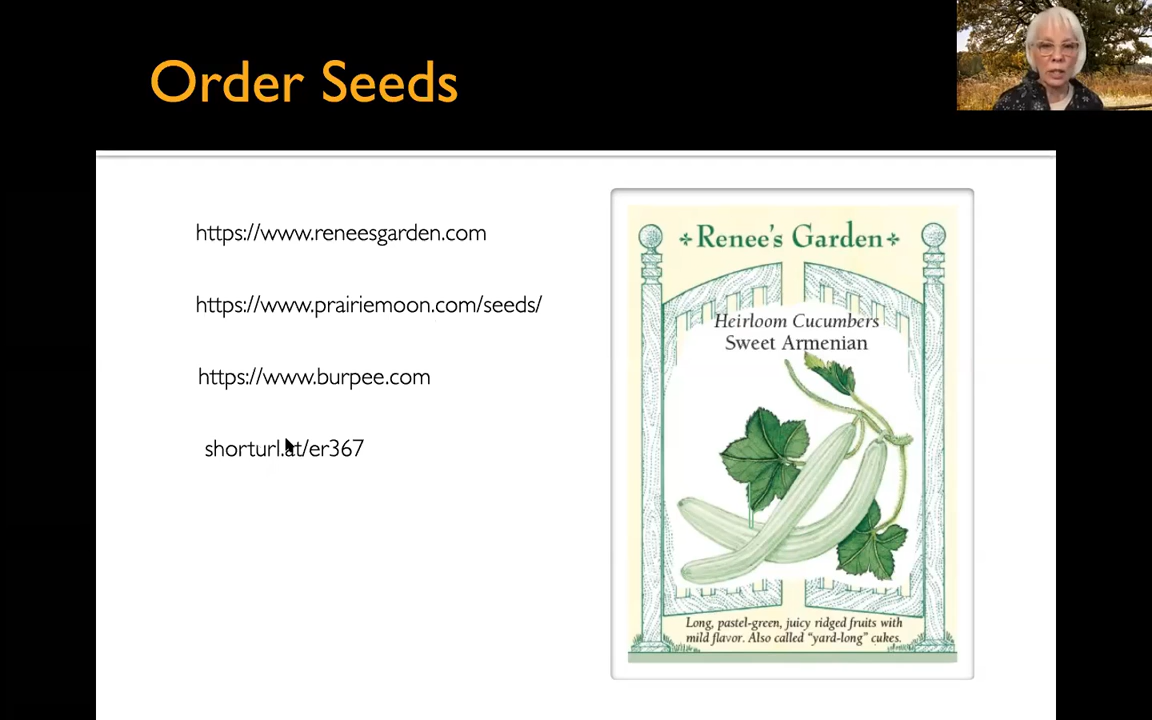 Order Seeds
https://www.reneesgarden.com
https://www.prairiemoon.com/seeds/
https://www.burpee.com
shorturl.at/er367
Renee's Garden
Heirloom Cucumbers
Sweet Armenian
Long, pastel-green, juicy ridged fruits with
mild flavor. Also called "yard-long" cukes.